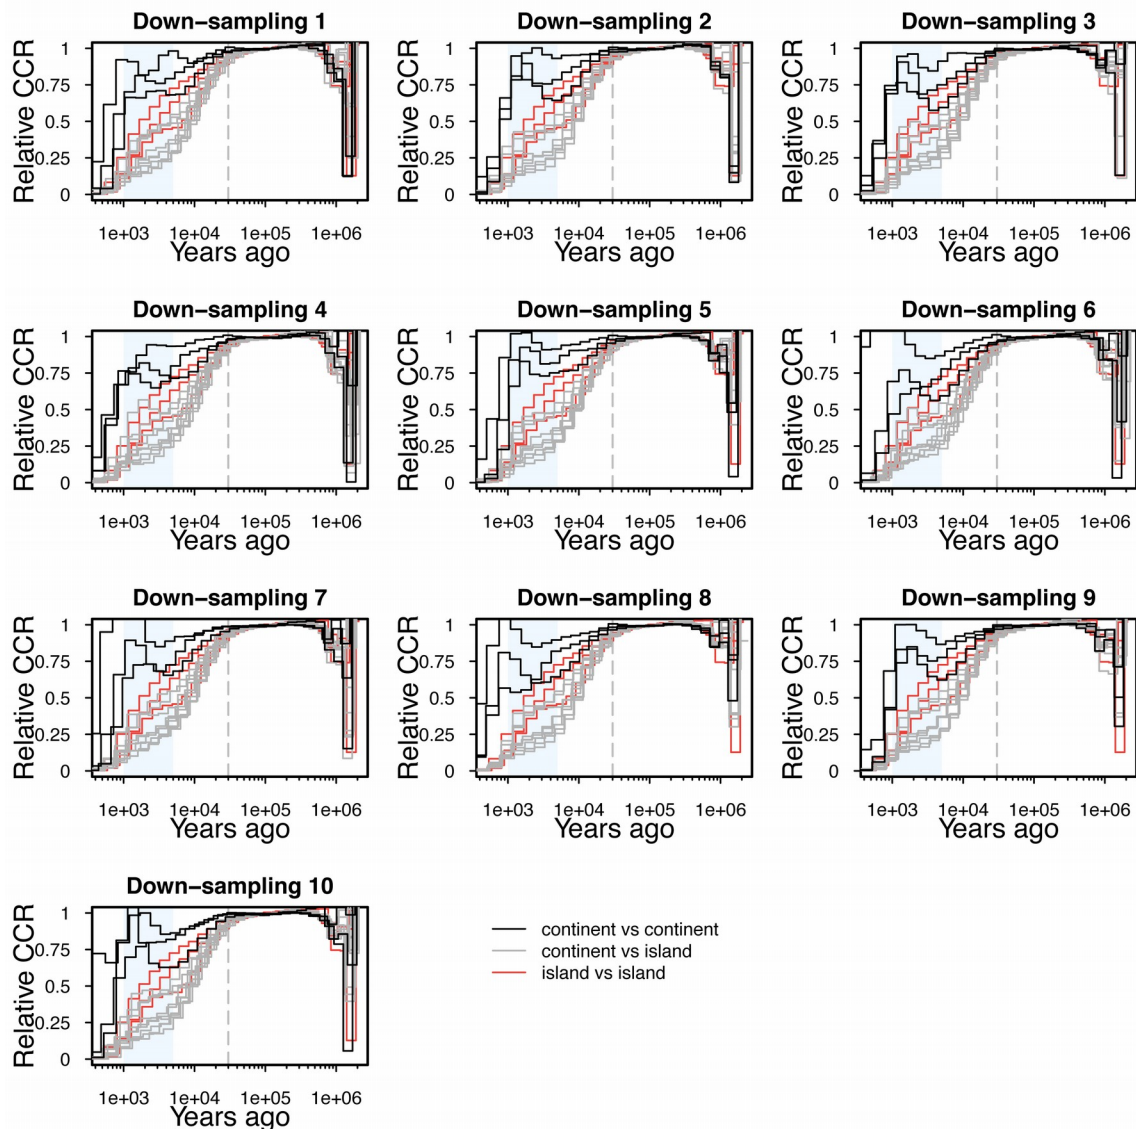 Down−sampling 1
Down−sampling 2
Down−sampling 3
Relative CCR
1
0.75
0.5
0.25
0
1e+03
1e+04
1e+05
1e+06
Years ago
Relative CCR
1
0.75
0.5
0.25
0
1e+03
1e+04
1e+05
1e+06
Years ago
Relative CCR
1
0.75
0.5
0.25
0
1e+03
1e+04
1e+05
1e+06
Years ago
Down−sampling 4
Down−sampling 5
Down−sampling 6
Relative CCR
1
0.75
0.5
0.25
0
1e+03
1e+04
1e+05
1e+06
Years ago
Relative CCR
1
0.75
0.5
0.25
0
1e+03
1e+04
1e+05
1e+06
Years ago
Relative CCR
1
0.75
0.5
0.25
0
1e+03
1e+04
1e+05
1e+06
Years ago
Down−sampling 7
Down−sampling 8
Down−sampling 9
Relative CCR
1
0.75
0.5
0.25
0
1e+03
1e+04
1e+05
1e+06
Years ago
Relative CCR
1
0.75
0.5
0.25
0
1e+03
1e+04
1e+05
1e+06
Years ago
Relative CCR
1
0.75
0.5
0.25
0
1e+03
1e+04
1e+05
1e+06
Years ago
Down−sampling 10
Relative CCR
1
0.75
0.5
0.25
0
1e+03
1e+04
1e+05
1e+06
Years ago
continent vs continent
continent vs island
island vs island